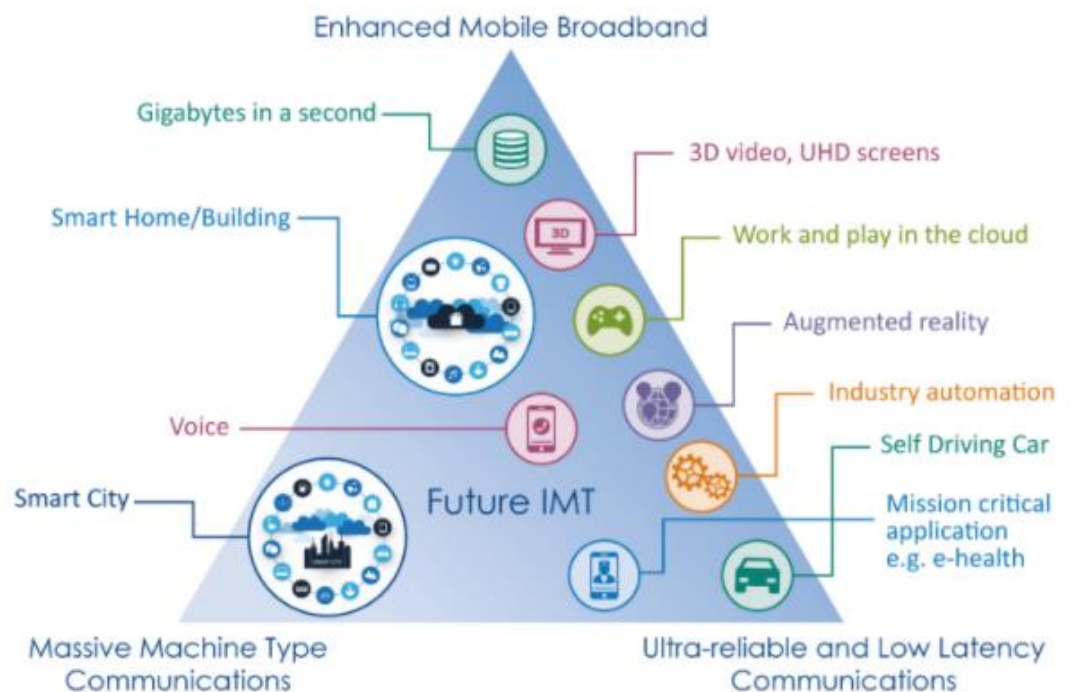 Enhanced Mobile Broadband
Gigabytes in a second
3D video, UHD screens
Smart Home/Building
3D
Work and play in the cloud
Augmented reality
Industry automation
Voice
Self Driving Car
Smart City
Future IMT
Mission critical
application
e.g. e-health
Massive Machine Type
Communications
Ultra-reliable and Low Latency
Communications